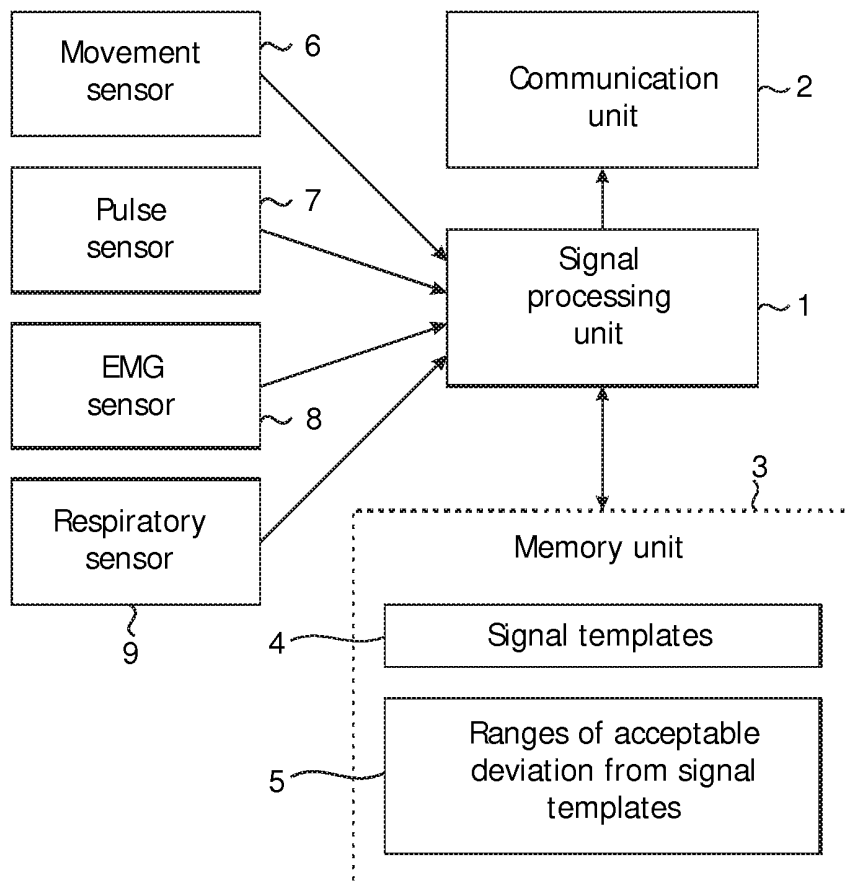 Movement
sensor
6
Communication
unit
2
Pulse
sensor
7
Signal
processing
unit
1
EMG
sensor
8
Respiratory
sensor
9
3
Memory unit
4
Signal templates
5
Ranges of acceptable
deviation from signal
templates